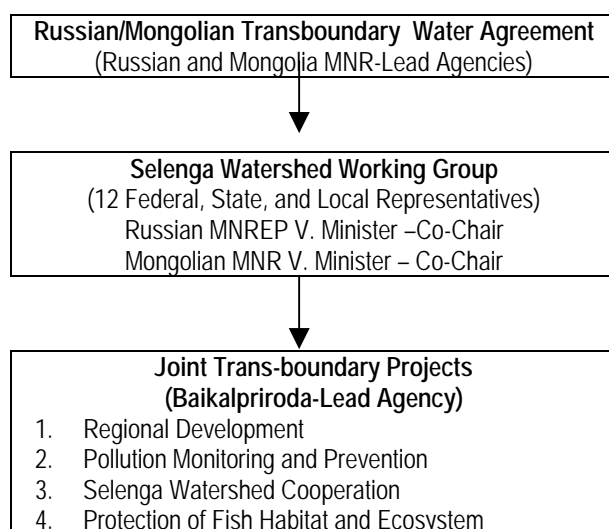 Russian/Mongolian Transboundary Water Agreement
(Russian and Mongolia MNR-Lead Agencies)
Selenga Watershed Working Group
(12 Federal, State, and Local Representatives)
Russian MNREP V. Minister –Co-Chair
Mongolian MNR V. Minister – Co-Chair
Joint Trans-boundary Projects
(Baikalpriroda-Lead Agency)
1. Regional Development
2. Pollution Monitoring and Prevention
3. Selenga Watershed Cooperation
4. Protection of Fish Habitat and Ecosystem